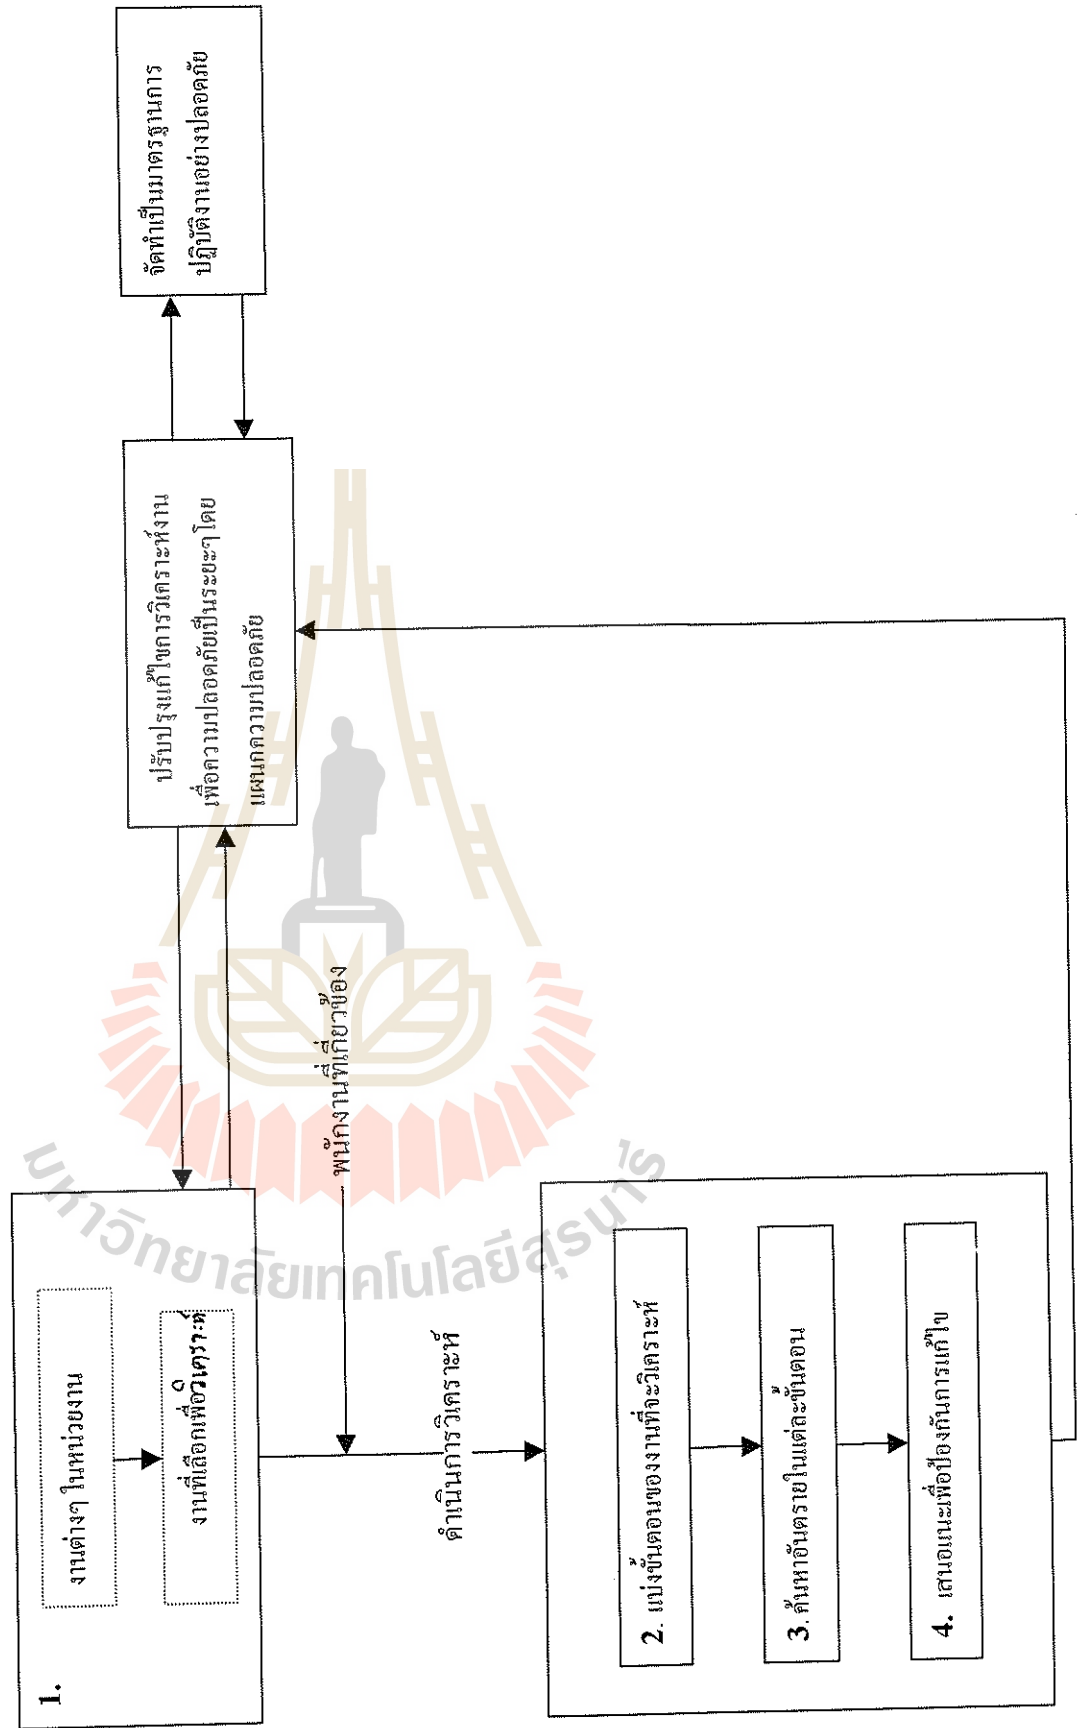 1.
งานต่างๆ ในหน่วยงาน
งานที่เลือกเพื่อวิเคราะห์
พนักงานที่เกี่ยวข้อง
ดำเนินการวิเคราะห์
2. แบ่งขั้นตอนของงานที่จะวิเคราะห์
3. ค้นหาอันตรายในแต่ละขั้นตอน
4. เสนอแนะเพื่อป้องกันการแก้ไข
ปรับปรุงแก้ไขการวิเคราะห์งาน
เพื่อความปลอดภัยเป็นระยะๆโดย
แผนกความปลอดภัย
จัดทำเป็นมาตรฐานการ
ปฏิบัติงานอย่างปลอดภัย
มหาวิทยาลัยเทคโนโลยีสุรนารี